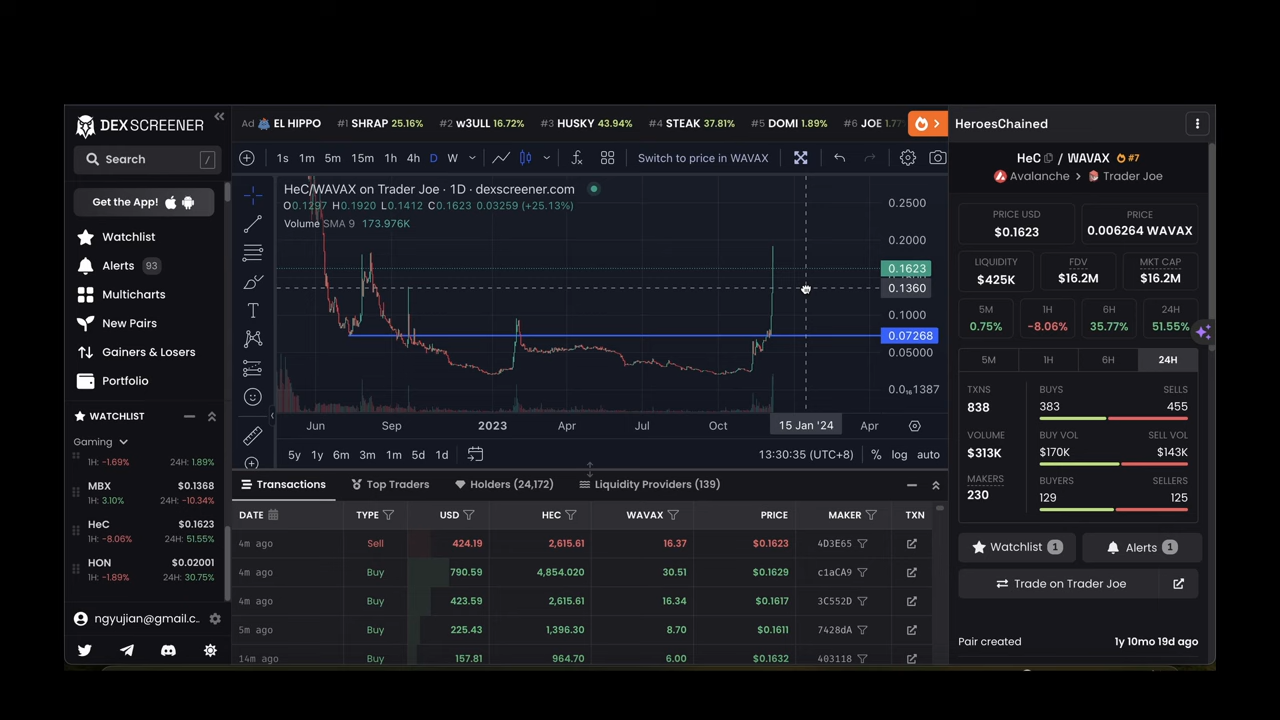 DEXSCREENER
Search /
Get the App!
Watchlist
Alerts 93
Multicharts
New Pairs
Gainers & Losers
Portfolio
WATCHLIST
Gaming
1H: -1.69% 24H: 1.89%
MBX $0.1368
1H: 3.10% 24H: -10.34%
HeC $0.1623
1H: -8.06% 24H: 51.55%
HON $0.02001
1H: -1.89% 24H: 30.75%
ngyujian@gmail.c..
Ad EL HIPPO #1 SHRAP 25.16% #2 w3ULL 16.72% #3 HUSKY 43.94% #4 STEAK 37.81% #5 DOMI 1.89% #6 JOE
1s 1m 5m 15m 1h 4h D W Switch to price in WAVAX
HeC/WAVAX on Trader Joe · 1D · dexscreener.com
O0.1297 H0.1920 L0.1412 C0.1623 0.03259 (+25.13%)
Volume SMA 9 173.976K
0.2500
0.2000
0.1623
0.1360
0.1000
0.07268
0.05000
0.0₁₆1387
Jun Sep 2023 Apr Jul Oct 15 Jan '24 Apr
5y 1y 6m 3m 1m 5d 1d 13:30:35 (UTC+8) % log auto
Transactions Top Traders Holders (24,172) Liquidity Providers (139)
DATE TYPE USD HEC WAVAX PRICE MAKER TXN
4m ago Sell 424.19 2,615.61 16.37 $0.1623 4D3E65
4m ago Buy 790.59 4,854.020 30.51 $0.1629 c1aCA9
4m ago Buy 423.59 2,615.61 16.34 $0.1617 3C552D
5m ago Buy 225.43 1,396.30 8.70 $0.1611 7428dA
14m ago Buy 157.81 964.70 6.00 $0.1632 403118
HeroesChained
HeC / WAVAX #7
Avalanche > Trader Joe
PRICE USD
$0.1623
PRICE
0.006264 WAVAX
LIQUIDITY
$425K
FDV
$16.2M
MKT CAP
$16.2M
5M
0.75%
1H
-8.06%
6H
35.77%
24H
51.55%
5M 1H 6H 24H
TXNS
838
BUYS SELLS
383 455
VOLUME
$313K
BUY VOL SELL VOL
$170K $143K
MAKERS
230
BUYERS SELLERS
129 125
Watchlist 1
Alerts 1
Trade on Trader Joe
Pair created 1y 10mo 19d ago